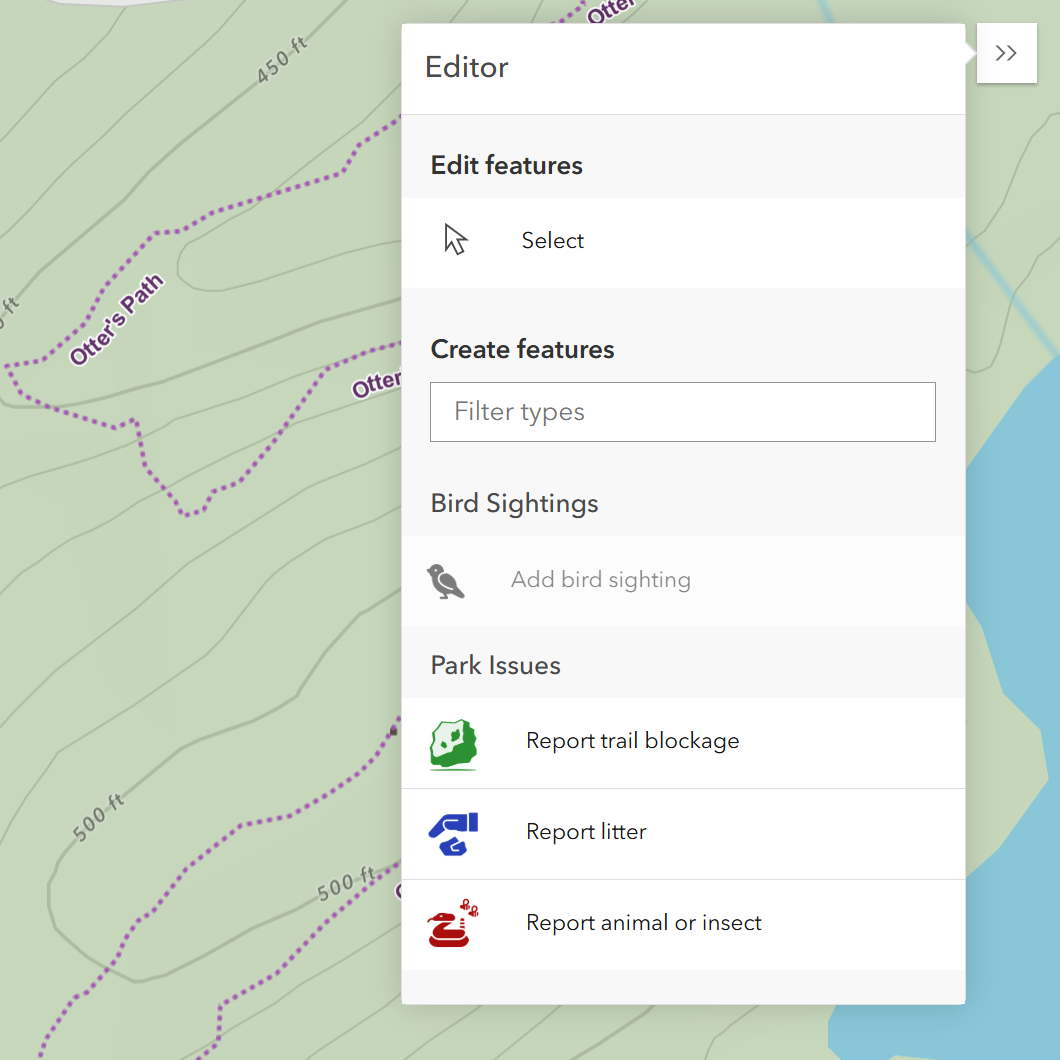 Otter
450 ft
Editor
Edit features
Select
Otter's Path
ft
Create features
Otter
Filter types
Bird Sightings
Add bird sighting
Park Issues
Report trail blockage
500 ft
Report litter
500 ft
Report animal or insect